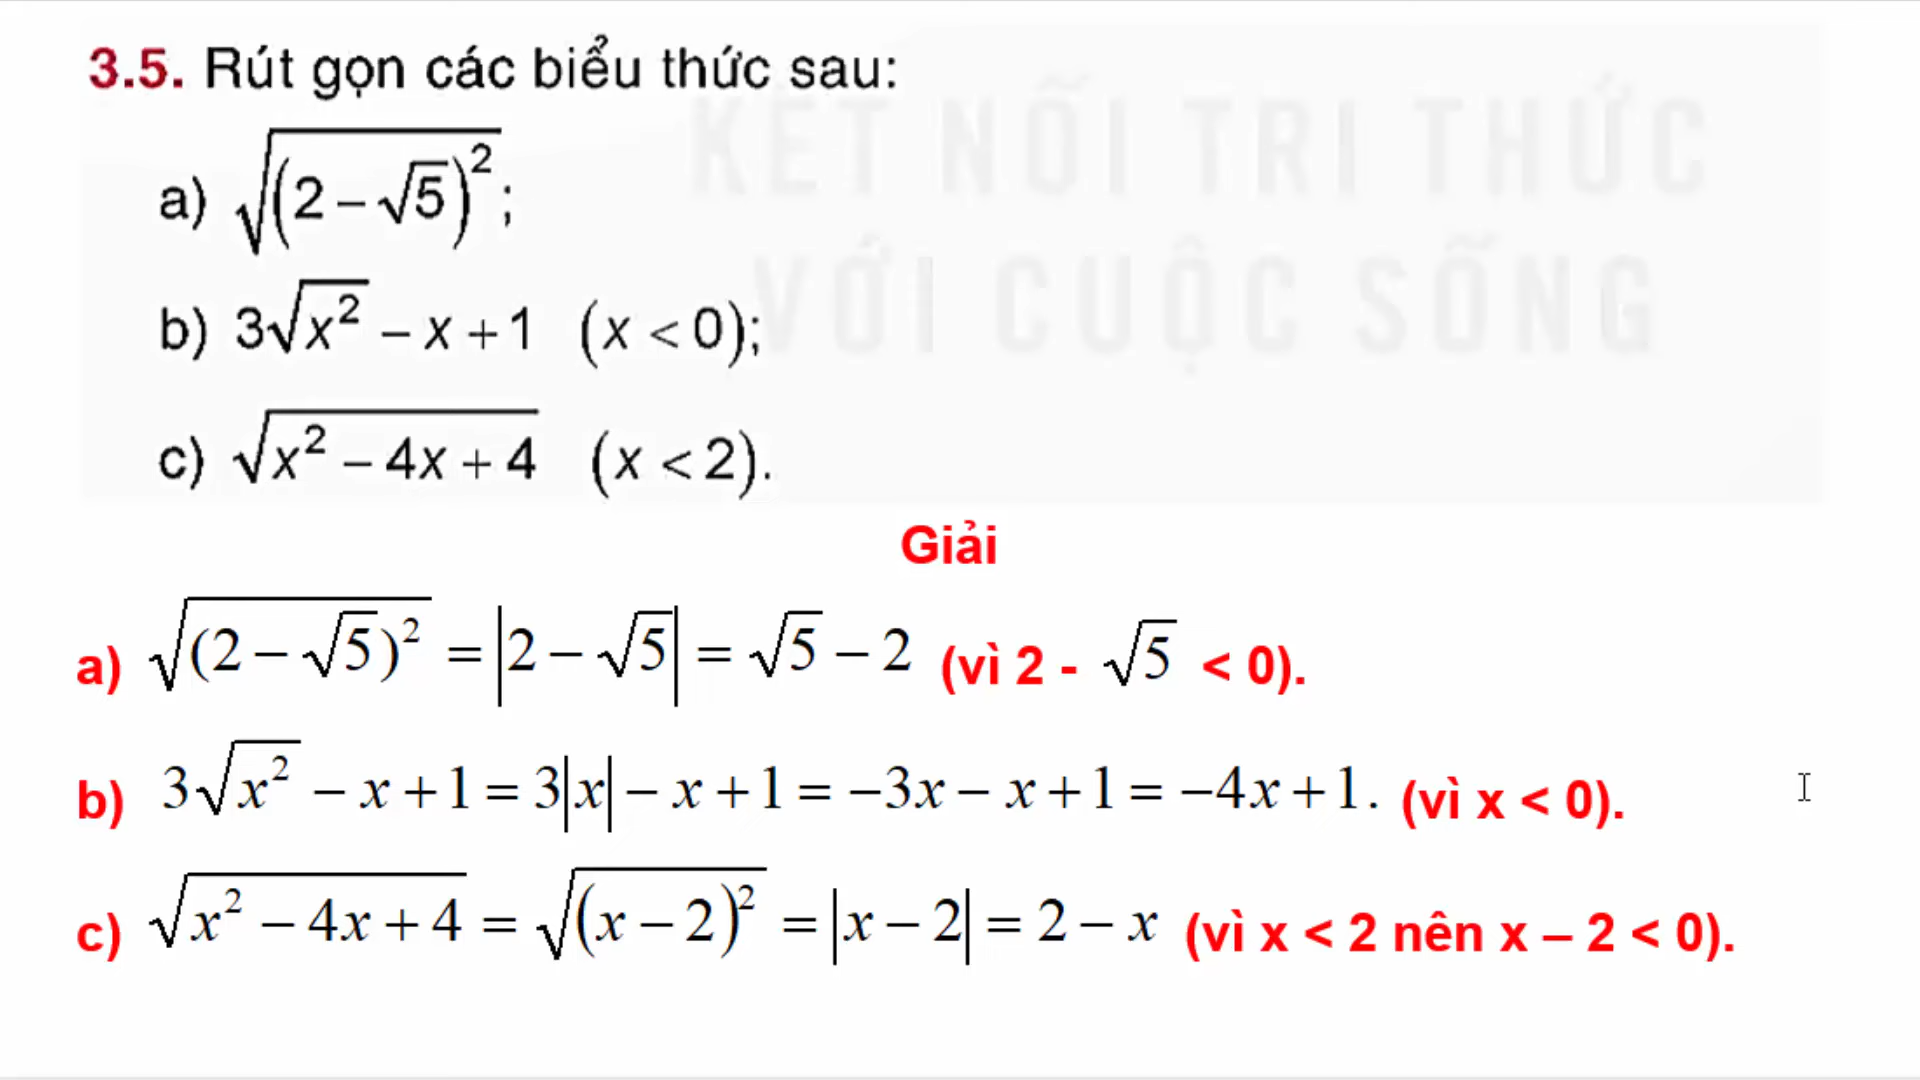 3.5. Rút gọn các biểu thức sau:
KẾT NỐI TRI THỨC
a) √((2 – √5)²);
VỚI CUỘC SỐNG
b) 3√(x²) – x + 1 (x < 0);
c) √(x² – 4x + 4) (x < 2).
Giải
a) √((2 – √5)²) = |2 – √5| = √5 – 2 (vì 2 - √5 < 0).
b) 3√(x²) – x + 1 = 3|x| – x + 1 = –3x – x + 1 = –4x + 1. (vì x < 0).
c) √(x² – 4x + 4) = √((x – 2)²) = |x – 2| = 2 – x (vì x < 2 nên x – 2 < 0).